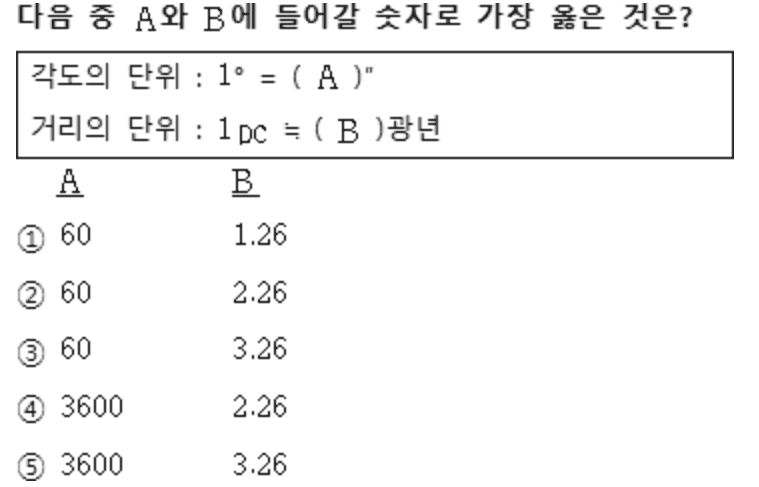 다음 중 A와 B에 들어갈 숫자로 가장 옳은 것은?
각도의 단위 : 1° = ( A )″
거리의 단위 : 1pc ≒ ( B )광년
A B
① 60 1.26
② 60 2.26
③ 60 3.26
④ 3600 2.26
⑤ 3600 3.26